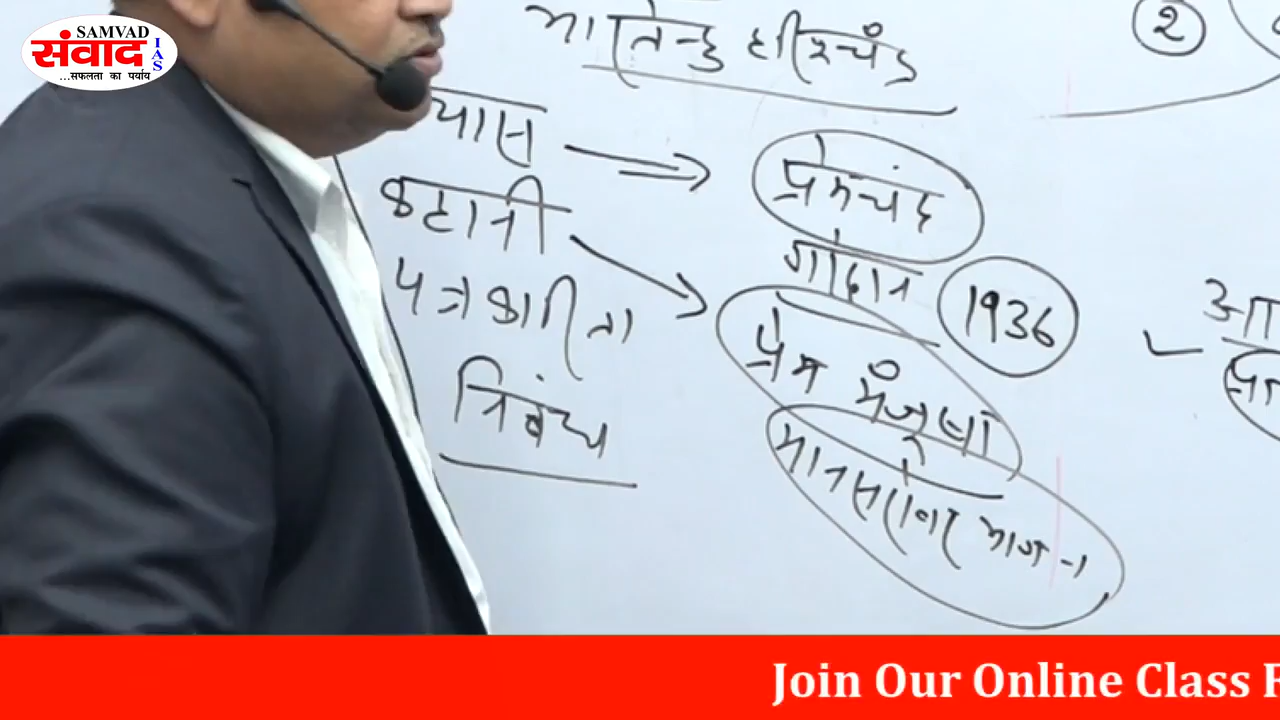 SAMVAD
संवाद
IAS
...सफलता का पर्याय
भारतेन्दु हरिश्चंद्र
2
न्यास
प्रेमचंद
कहानी
गोदान
1936
पत्रकारिता
प्रेम मंजूषा
निबंध
मानसरोवर भाग-1
आ
Join Our Online Class F